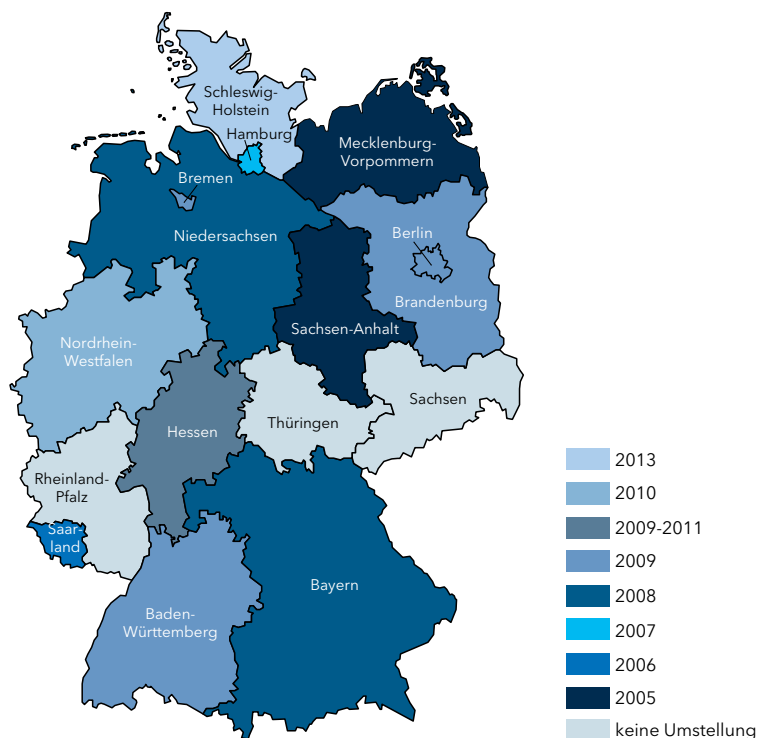 Schleswig-
Holstein
Hamburg
Mecklenburg-
Vorpommern
Bremen
Niedersachsen
Berlin
Brandenburg
Sachsen-Anhalt
Nordrhein-
Westfalen
Sachsen
Thüringen
Hessen
Rheinland-
Pfalz
Saar-
land
Bayern
Baden-
Württemberg
2013
2010
2009-2011
2009
2008
2007
2006
2005
keine Umstellung